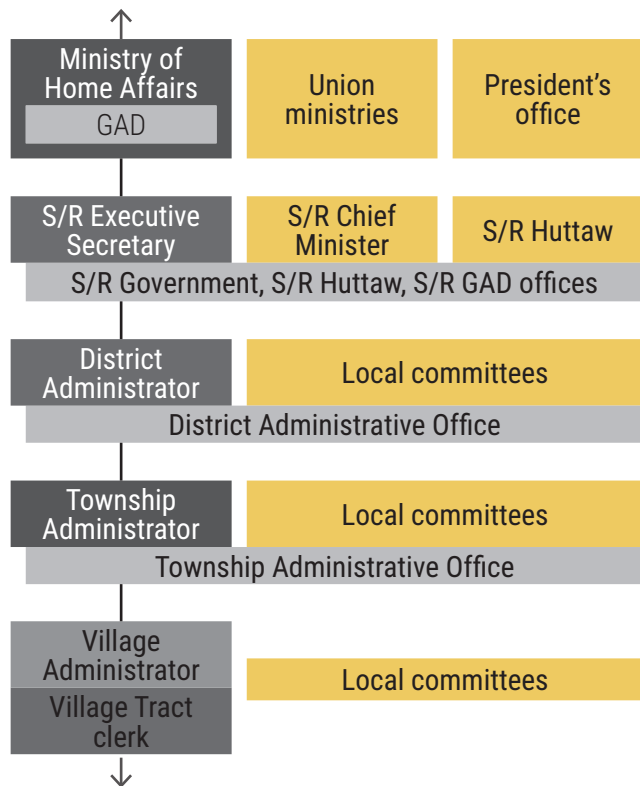 Ministry of
Home Affairs
GAD
Union
ministries
President's
office
S/R Executive
Secretary
S/R Chief
Minister
S/R Huttaw
S/R Government, S/R Huttaw, S/R GAD offices
District
Administrator
Local committees
District Administrative Office
Township
Administrator
Local committees
Township Administrative Office
Village
Administrator
Village Tract
clerk
Local committees